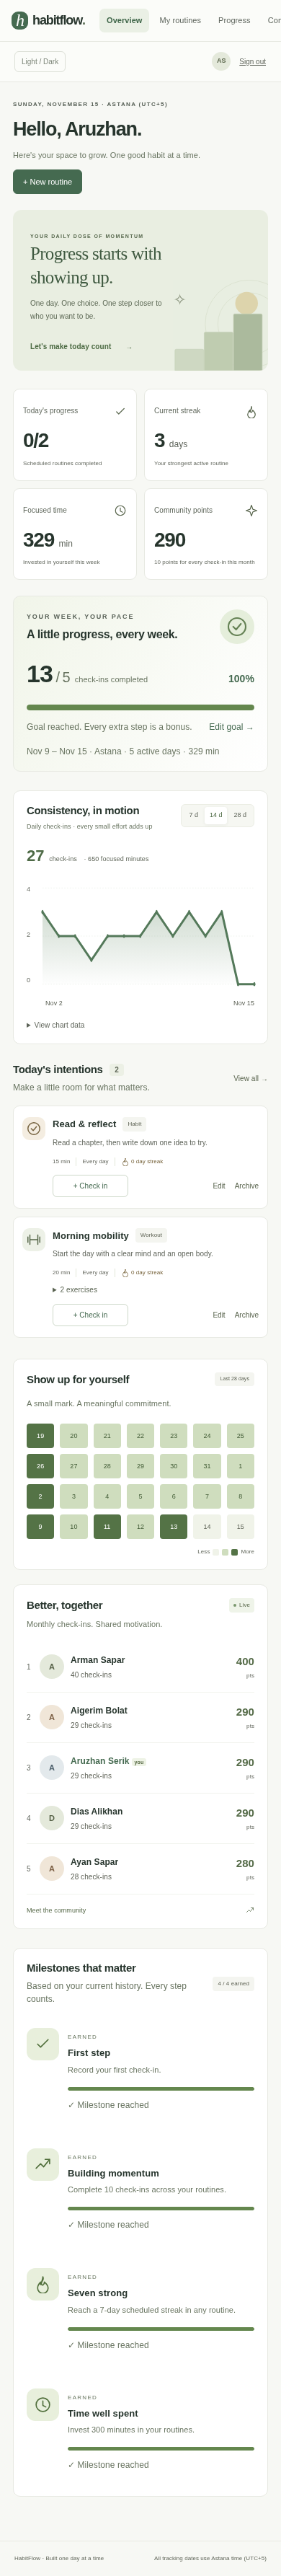 h habitflow.
Overview My routines Progress
Light / Dark AS Sign out
SUNDAY, NOVEMBER 15 · ASTANA (UTC+5)
Hello, Aruzhan.
Here's your space to grow. One good habit at a time.
+ New routine
YOUR DAILY DOSE OF MOMENTUM
Progress starts with
showing up.
One day. One choice. One step closer to
who you want to be.
Let's make today count →
Today's progress
0/2
Scheduled routines completed
Current streak
3 days
Your strongest active routine
Focused time
329 min
Invested in yourself this week
Community points
290
10 points for every check-in this month
YOUR WEEK, YOUR PACE
A little progress, every week.
13 / 5 check-ins completed 100%
Goal reached. Every extra step is a bonus. Edit goal →
Nov 9 – Nov 15 · Astana · 5 active days · 329 min
Consistency, in motion
Daily check-ins · every small effort adds up
7 d 14 d 28 d
27 check-ins · 650 focused minutes
4
2
0
Nov 2 Nov 15
▶ View chart data
Today's intentions 2
Make a little room for what matters.
View all →
Read & reflect Habit
Read a chapter, then write down one idea to try.
15 min Every day 0 day streak
+ Check in Edit Archive
Morning mobility Workout
Start the day with a clear mind and an open body.
20 min Every day 0 day streak
▶ 2 exercises
+ Check in Edit Archive
Show up for yourself Last 28 days
A small mark. A meaningful commitment.
19 20 21 22 23 24 25
26 27 28 29 30 31 1
2 3 4 5 6 7 8
9 10 11 12 13 14 15
Less More
Better, together Live
Monthly check-ins. Shared motivation.
1 A Arman Sapar 400
40 check-ins pts
2 A Aigerim Bolat 290
29 check-ins pts
3 A Aruzhan Serik you 290
29 check-ins pts
4 D Dias Alikhan 290
29 check-ins pts
5 A Ayan Sapar 280
28 check-ins pts
Meet the community
Milestones that matter
Based on your current history. Every step
counts.
4 / 4 earned
EARNED
First step
Record your first check-in.
✓ Milestone reached
EARNED
Building momentum
Complete 10 check-ins across your routines.
✓ Milestone reached
EARNED
Seven strong
Reach a 7-day scheduled streak in any routine.
✓ Milestone reached
EARNED
Time well spent
Invest 300 minutes in your routines.
✓ Milestone reached
HabitFlow · Built one day at a time All tracking dates use Astana time (UTC+5)